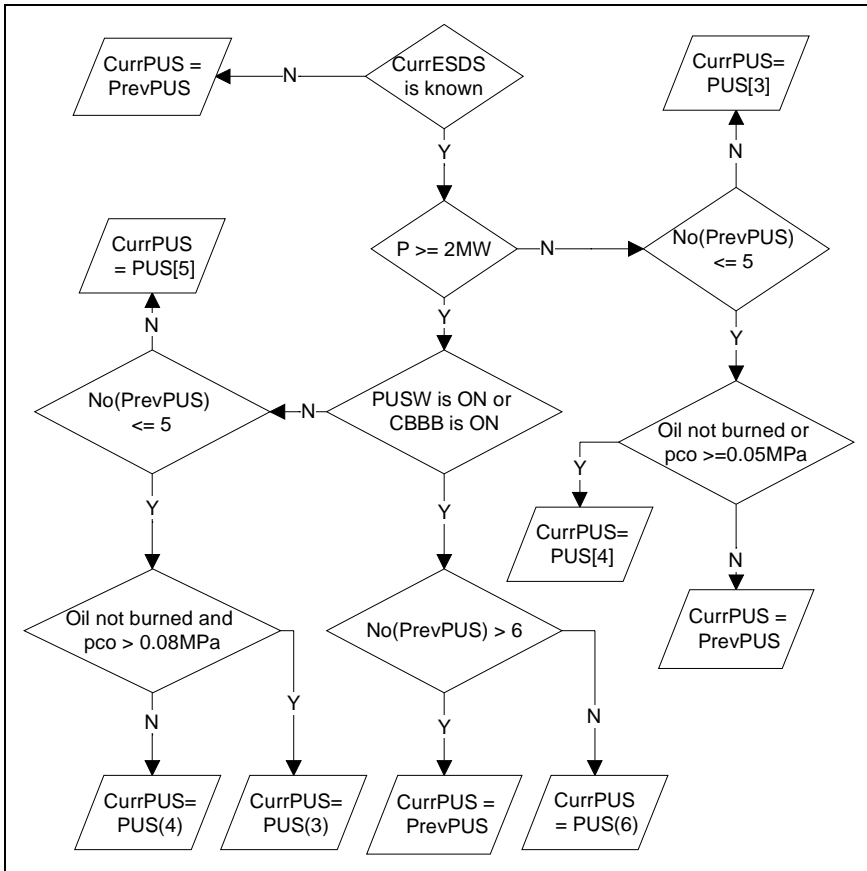 CurrPUS =
PrevPUS
N
CurrESDS
is known
CurrPUS=
PUS[3]
Y
N
CurrPUS
= PUS[5]
P >= 2MW
N
No(PrevPUS)
<= 5
N
Y
Y
No(PrevPUS)
<= 5
N
PUSW is ON or
CBBB is ON
Oil not burned or
pco >=0.05MPa
Y
Y
Y
CurrPUS=
PUS[4]
N
Oil not burned and
pco > 0.08MPa
No(PrevPUS) > 6
CurrPUS =
PrevPUS
N
Y
Y
N
CurrPUS=
PUS(4)
CurrPUS=
PUS(3)
CurrPUS =
PrevPUS
CurrPUS
= PUS(6)